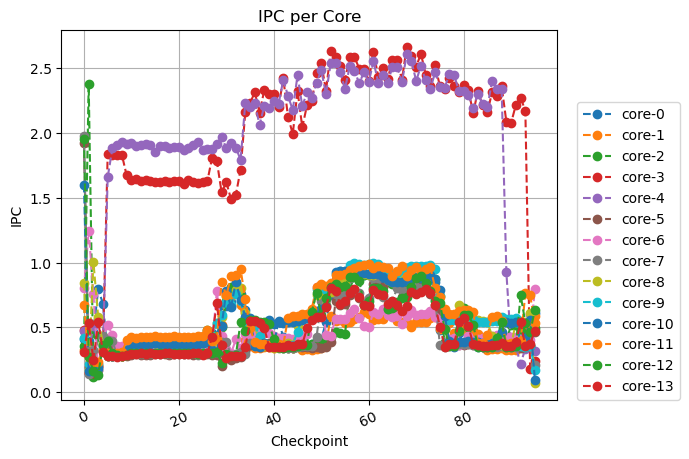 IPC per Core
IPC
2.5
2.0
1.5
1.0
0.5
0.0
0
20
40
60
80
Checkpoint
core-0
core-1
core-2
core-3
core-4
core-5
core-6
core-7
core-8
core-9
core-10
core-11
core-12
core-13